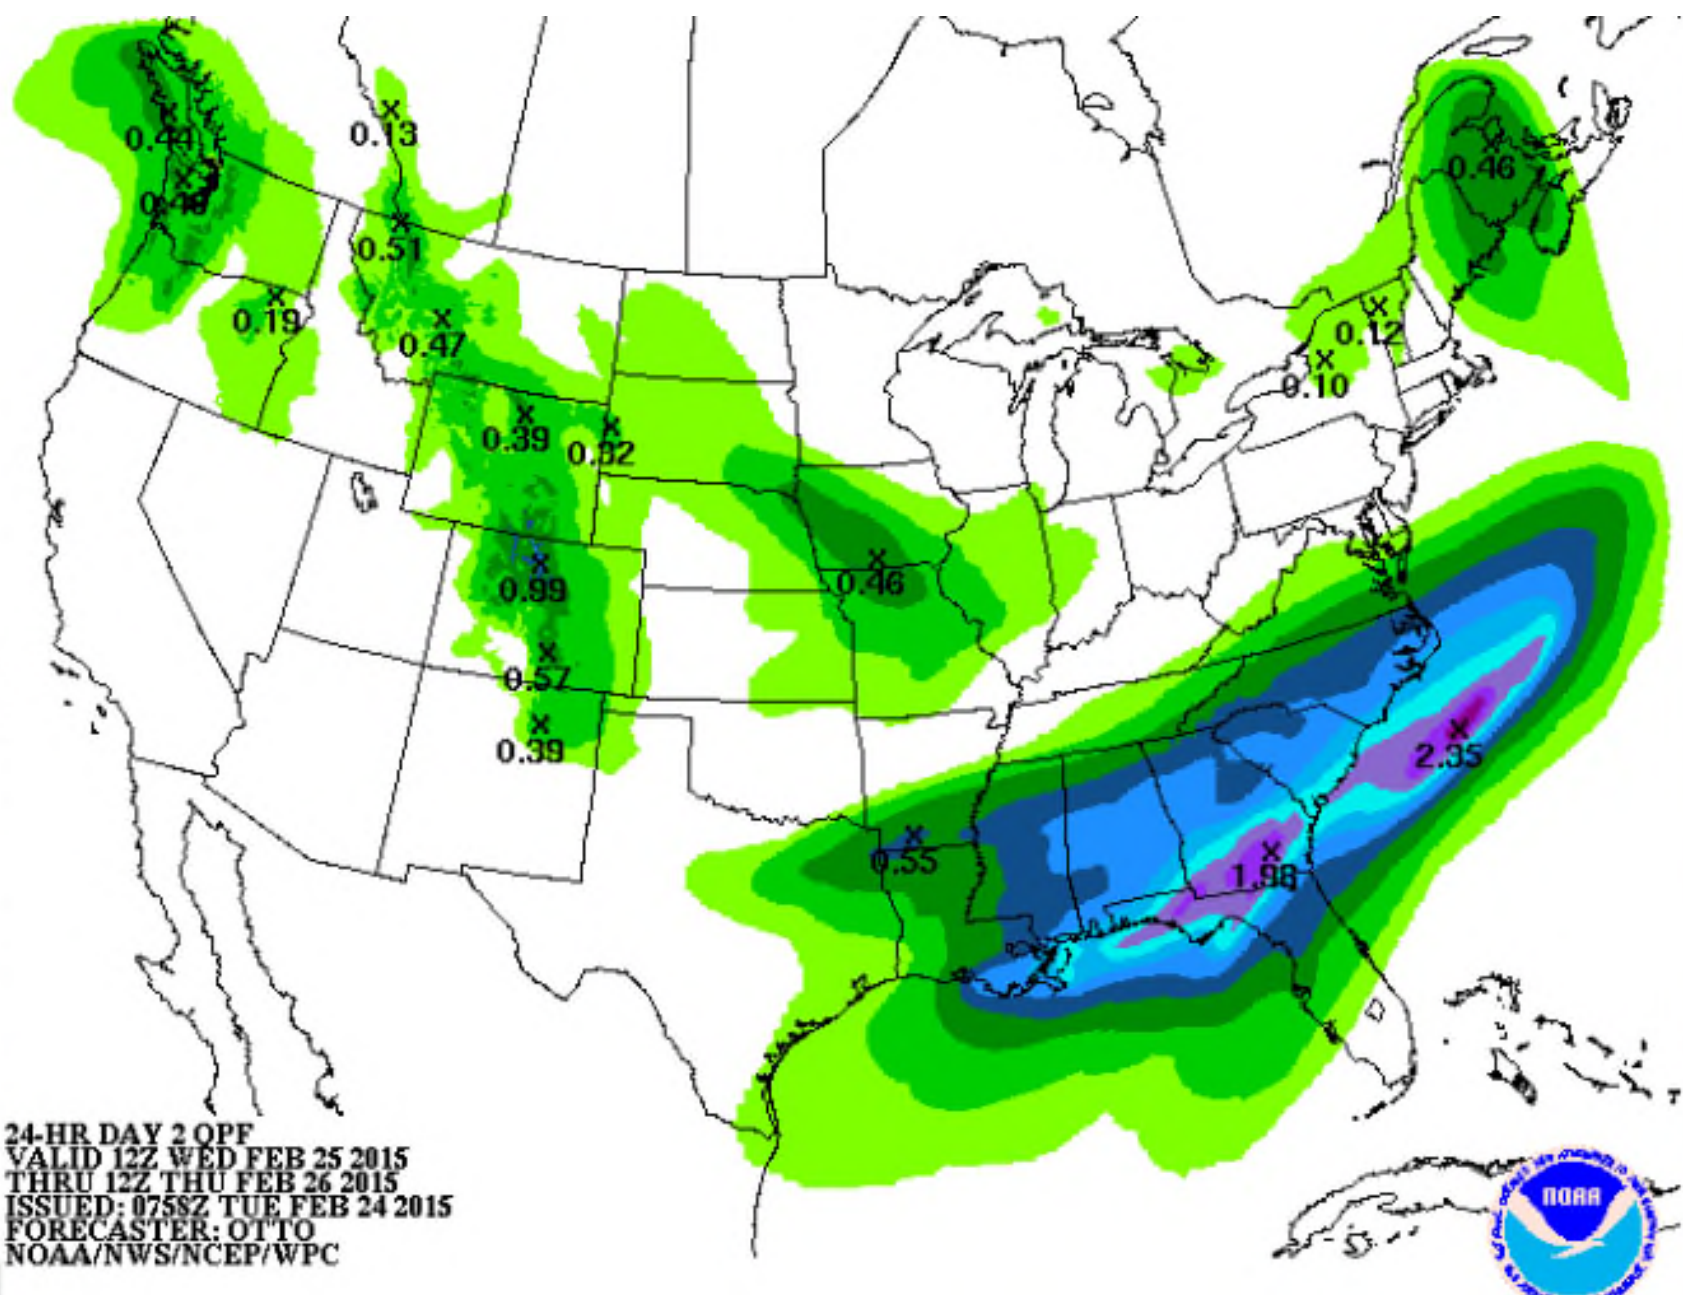 0.44
0.13
0.46
0.51
0.19
0.12
0.47
0.10
0.39
0.32
0.46
0.99
0.57
0.39
2.35
0.55
1.98
24-HR DAY 2 QPF
VALID 12Z WED FEB 25 2015
THRU 12Z THU FEB 26 2015
ISSUED: 0758Z TUE FEB 24 2015
FORECASTER: OTTO
NOAA/NWS/NCEP/WPC
NOAA